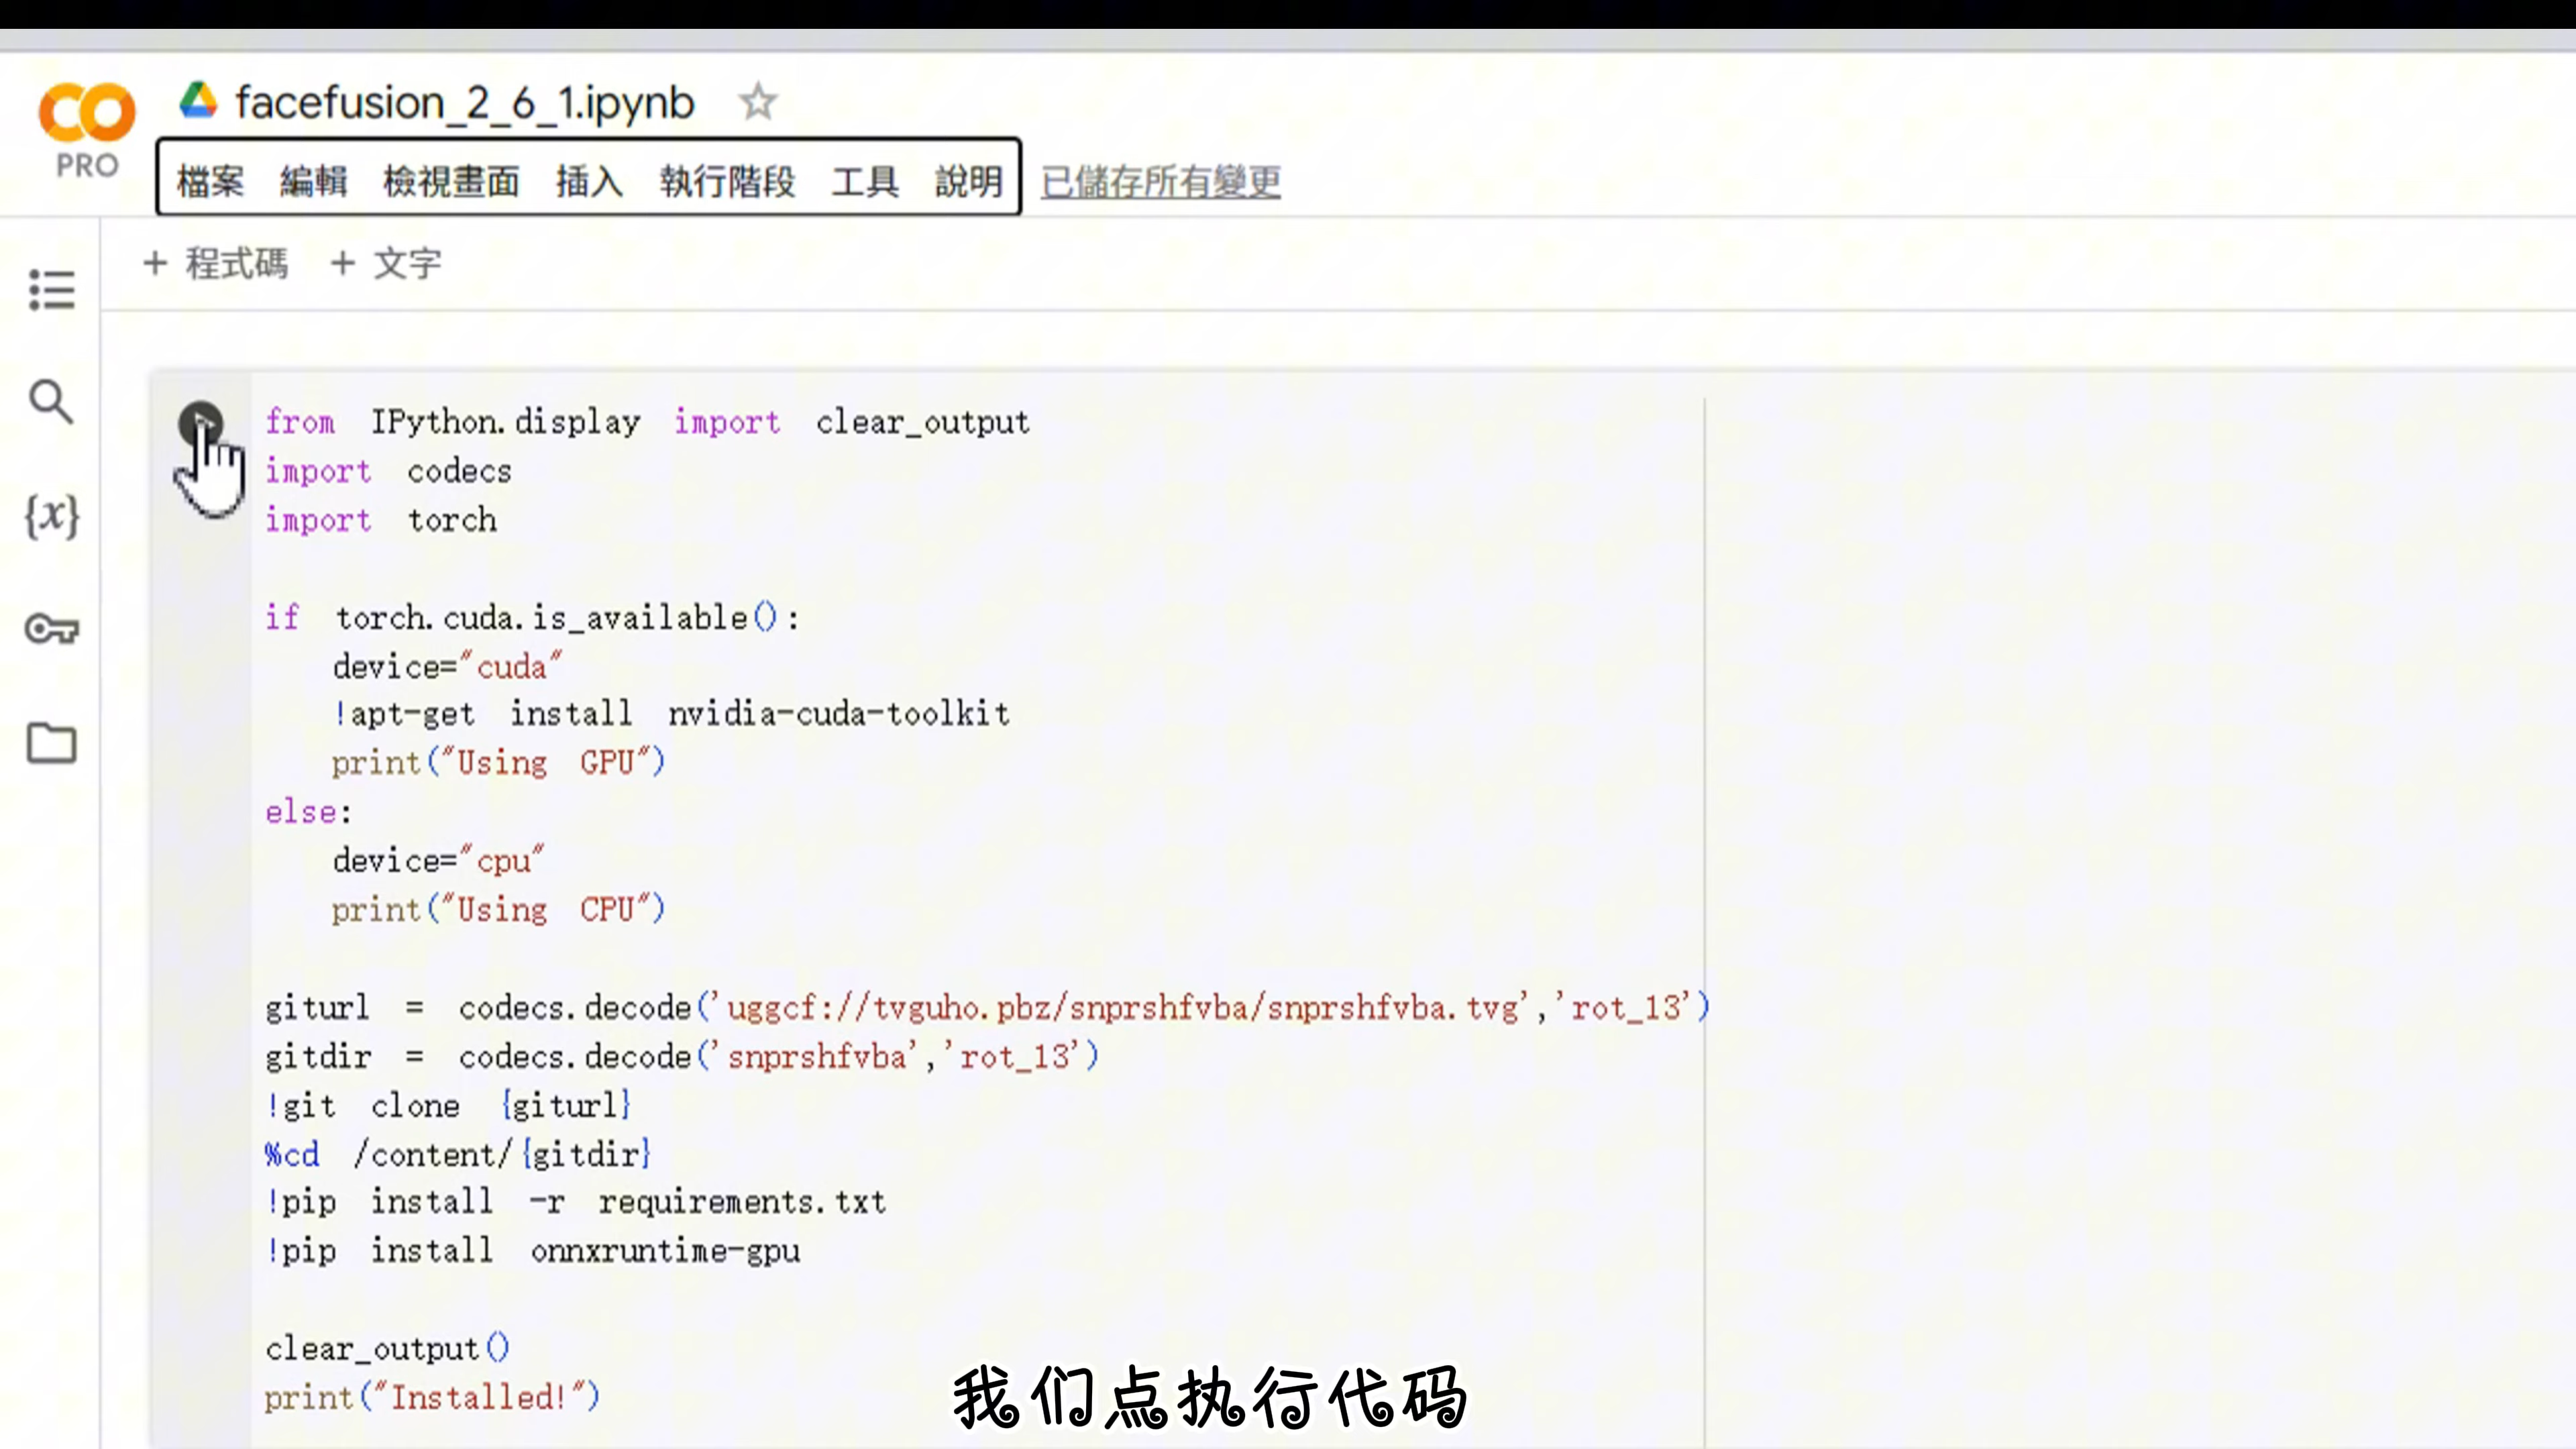 facefusion_2_6_1.ipynb
PRO
檔案 編輯 檢視畫面 插入 執行階段 工具 說明 已儲存所有變更
+ 程式碼 + 文字
{x}
from IPython.display import clear_output
import codecs
import torch
if torch.cuda.is_available():
device="cuda"
!apt-get install nvidia-cuda-toolkit
print("Using GPU")
else:
device="cpu"
print("Using CPU")
giturl = codecs.decode('uggcf://tvguho.pbz/snprshfvba/snprshfvba.tvg','rot_13')
gitdir = codecs.decode('snprshfvba','rot_13')
!git clone {giturl}
%cd /content/{gitdir}
!pip install -r requirements.txt
!pip install onnxruntime-gpu
clear_output()
print("Installed!")
我们点执行代码